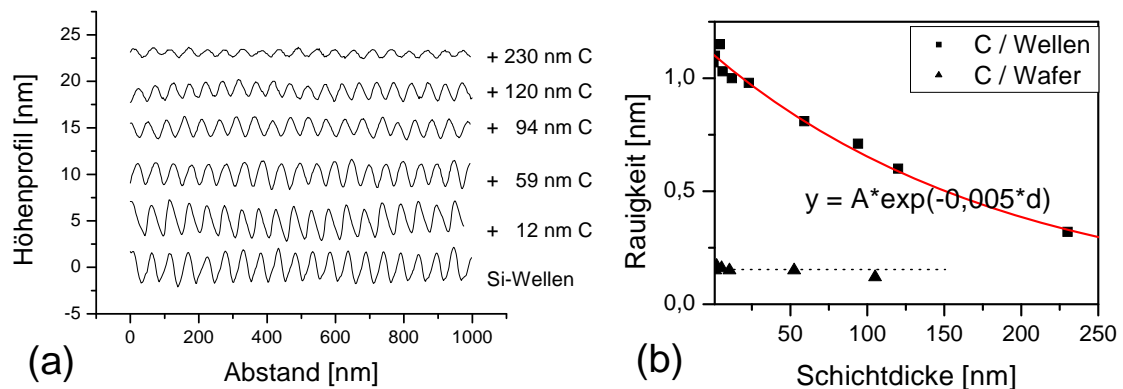 25
20
15
10
5
0
-5
Höhenprofil [nm]
0 200 400 600 800 1000
Abstand [nm]
+ 230 nm C
+ 120 nm C
+ 94 nm C
+ 59 nm C
+ 12 nm C
Si-Wellen
(a)
1,0
0,5
0,0
Rauigkeit [nm]
C / Wellen
C / Wafer
y = A*exp(-0,005*d)
50 100 150 200 250
Schichtdicke [nm]
(b)